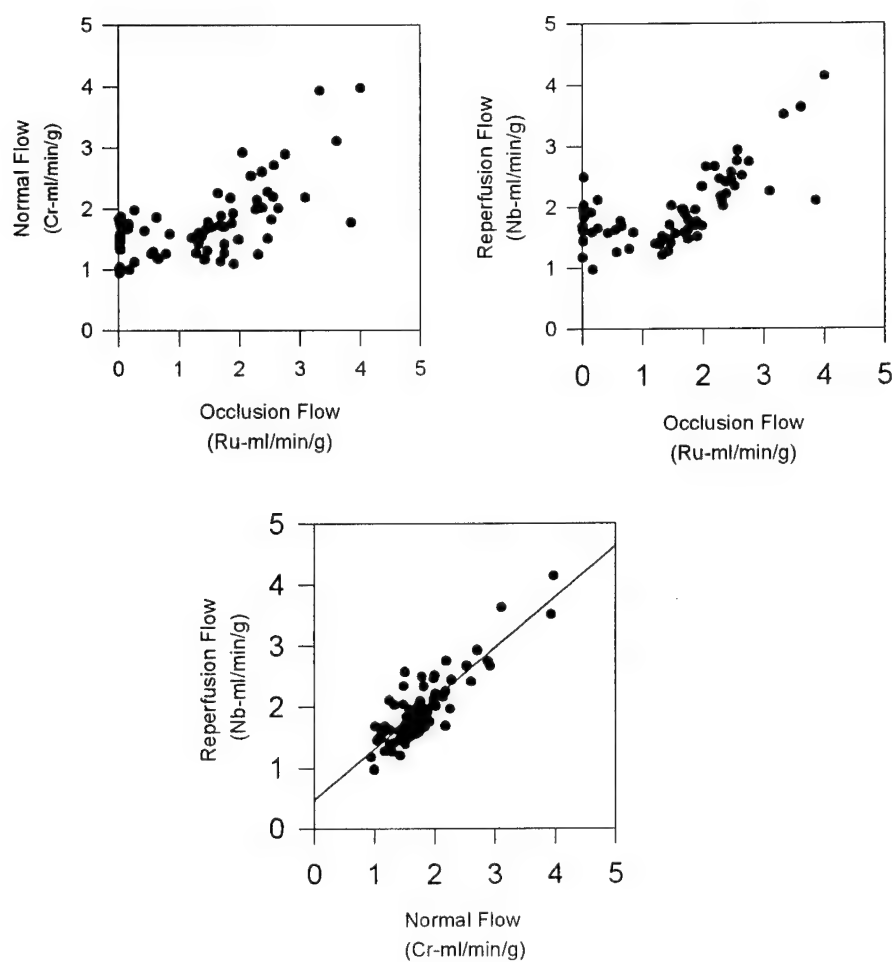 5
4
3
2
1
0
Normal Flow
(Cr-ml/min/g)
0 1 2 3 4 5
Occlusion Flow
(Ru-ml/min/g)
5
4
3
2
1
0
Reperfusion Flow
(Nb-ml/min/g)
0 1 2 3 4 5
Occlusion Flow
(Ru-ml/min/g)
5
4
3
2
1
0
Reperfusion Flow
(Nb-ml/min/g)
0 1 2 3 4 5
Normal Flow
(Cr-ml/min/g)